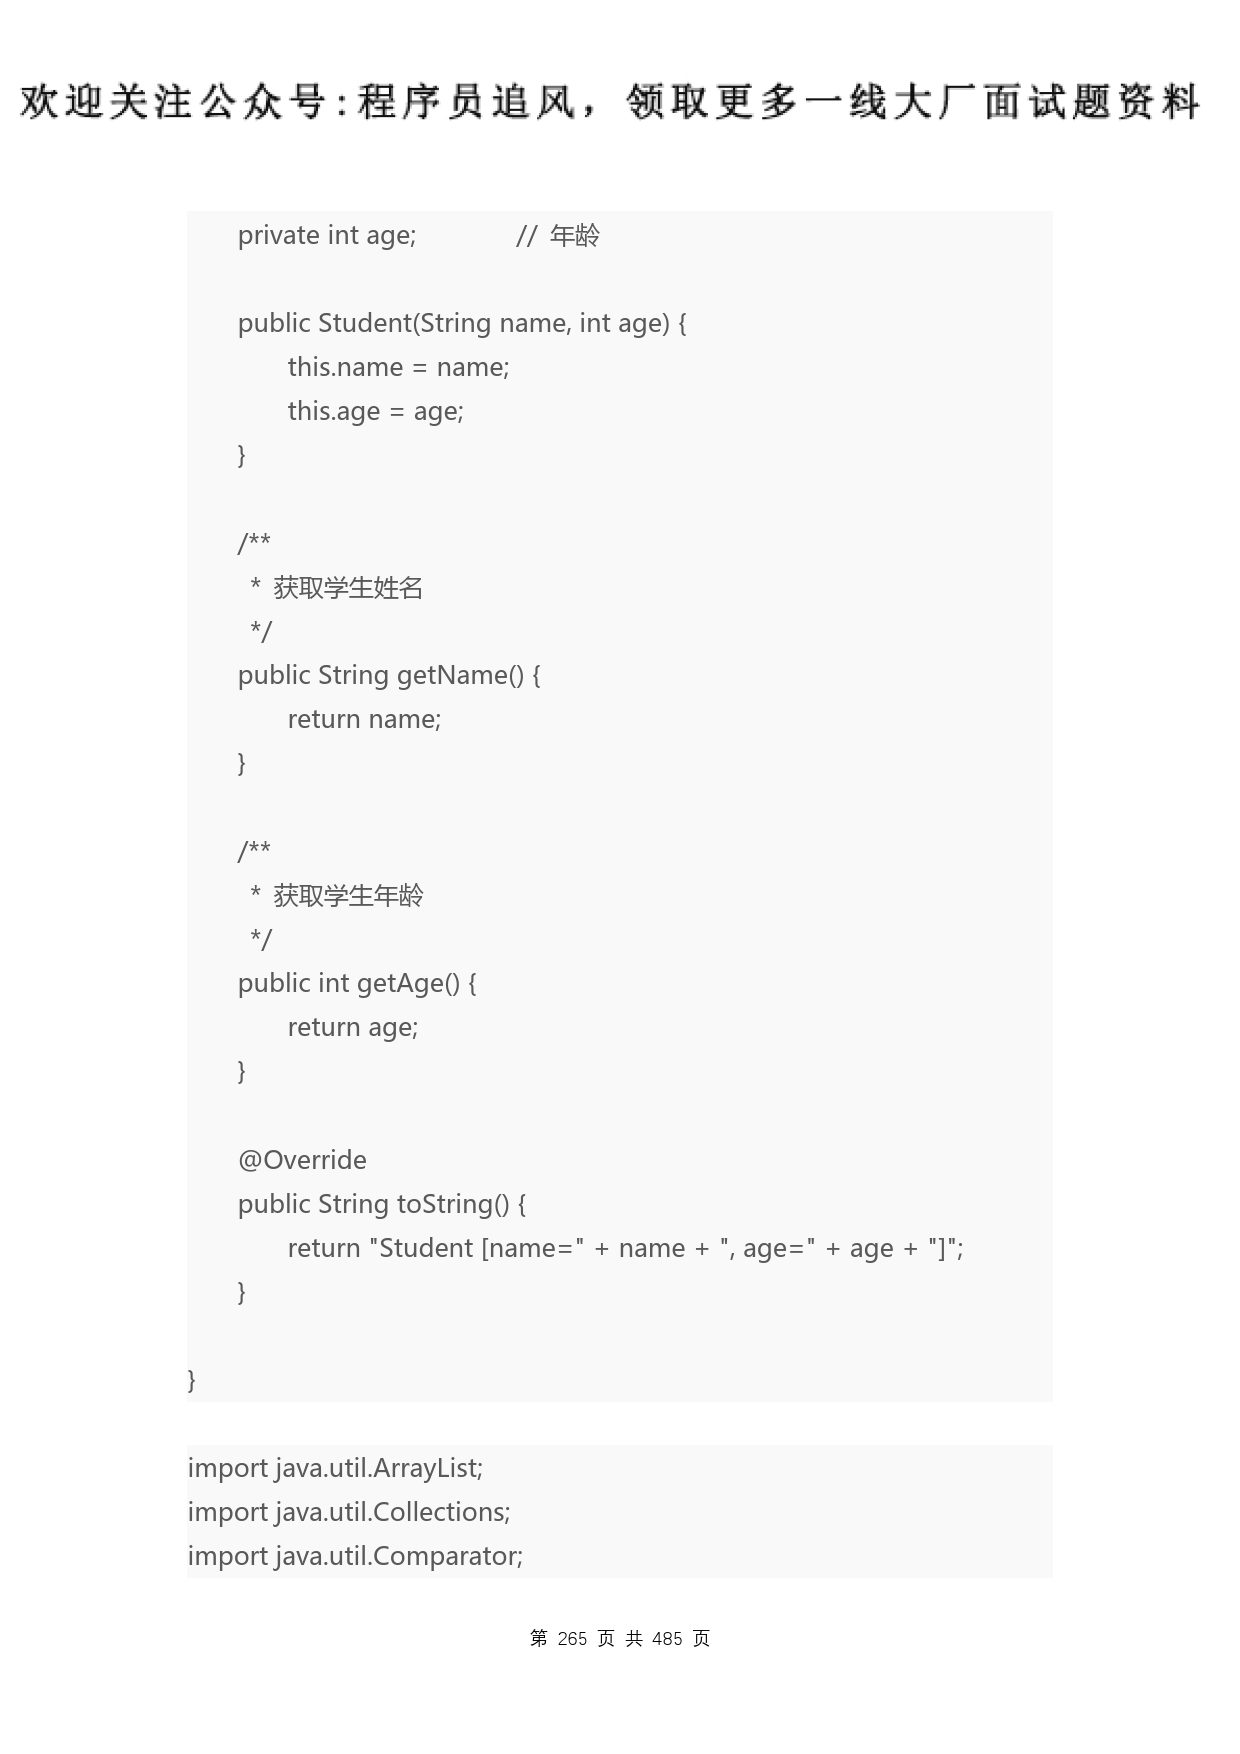 欢迎关注公众号:程序员追风，领取更多一线大厂面试题资料
private int age;    // 年龄
public Student(String name, int age) {
this.name = name;
this.age = age;
}
/**
* 获取学生姓名
*/
public String getName() {
return name;
}
/**
* 获取学生年龄
*/
public int getAge() {
return age;
}
@Override
public String toString() {
return "Student [name=" + name + ", age=" + age + "]";
}
}
import java.util.ArrayList;
import java.util.Collections;
import java.util.Comparator;
第 265 页 共 485 页